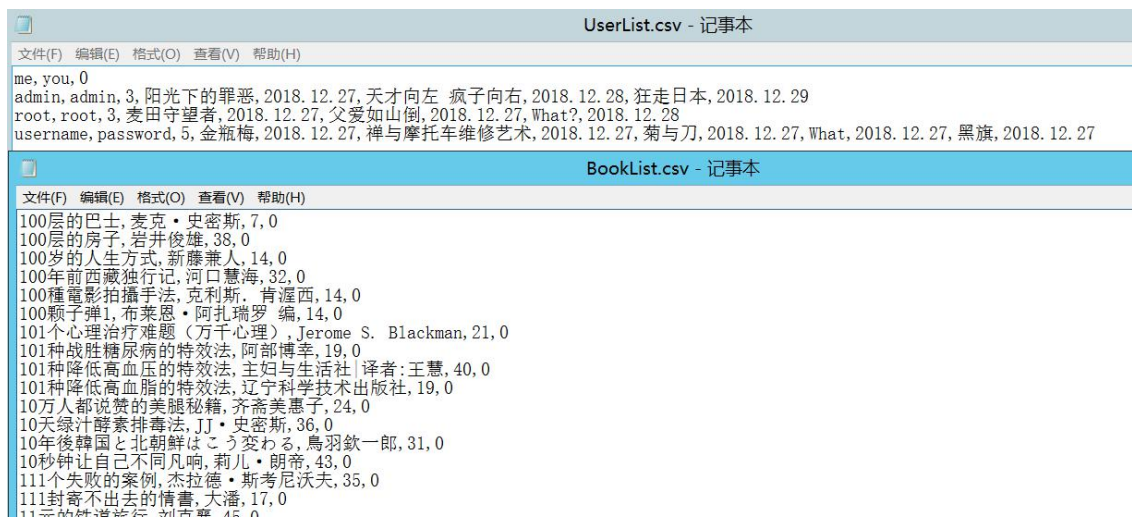 UserList.csv - 记事本
文件(F) 编辑(E) 格式(O) 查看(V) 帮助(H)
me,you,0
admin,admin,3,阳光下的罪恶,2018.12.27,天才向左 疯子向右,2018.12.28,狂走日本,2018.12.29
root,root,3,麦田守望者,2018.12.27,父爱如山倒,2018.12.27,What?,2018.12.28
username,password,5,金瓶梅,2018.12.27,禅与摩托车维修艺术,2018.12.27,菊与刀,2018.12.27,What,2018.12.27,黑旗,2018.12.27
BookList.csv - 记事本
文件(F) 编辑(E) 格式(O) 查看(V) 帮助(H)
100层的巴士,麦克·史密斯,7,0
100层的房子,岩井俊雄,38,0
100岁的人生方式,新藤兼人,14,0
100年前西藏独行记,河口慧海,32,0
100種電影拍攝手法,克利斯．肯渥西,14,0
100颗子弹1,布莱恩·阿扎瑞罗 编,14,0
101个心理治疗难题（万千心理）,Jerome S. Blackman,21,0
101种战胜糖尿病的特效法,阿部博幸,19,0
101种降低高血压的特效法,主妇与生活社|译者:王慧,40,0
101种降低高血脂的特效法,辽宁科学技术出版社,19,0
10万人都说赞的美腿秘籍,齐斋美惠子,24,0
10天绿汁酵素排毒法,JJ·史密斯,36,0
10年後韓国と北朝鮮はこう変わる,鳥羽欽一郎,31,0
10秒钟让自己不同凡响,莉儿·朗帝,43,0
111个失败的案例,杰拉德·斯考尼沃夫,35,0
111封寄不出去的情書,大潘,17,0
11元的铁道旅行,刘克襄,45,0